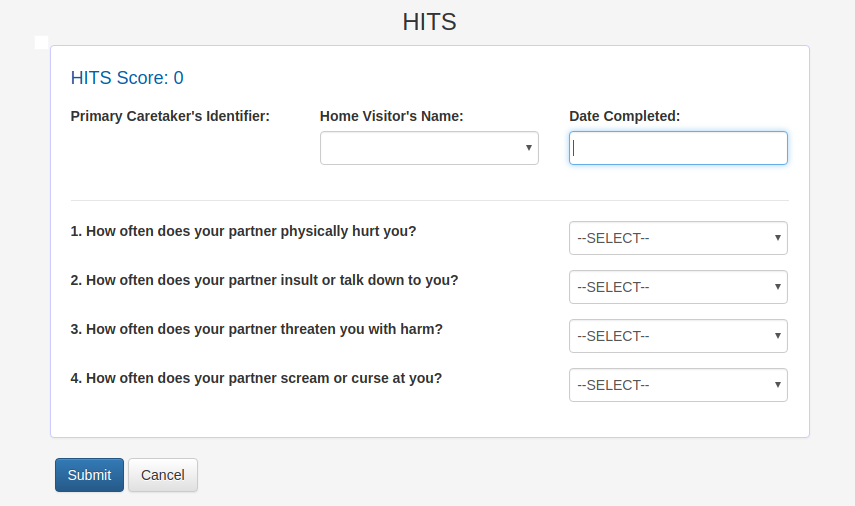 HITS
HITS Score: 0
Primary Caretaker's Identifier: Home Visitor's Name: Date Completed:
1. How often does your partner physically hurt you? --SELECT--
2. How often does your partner insult or talk down to you? --SELECT--
3. How often does your partner threaten you with harm? --SELECT--
4. How often does your partner scream or curse at you? --SELECT--
Submit Cancel